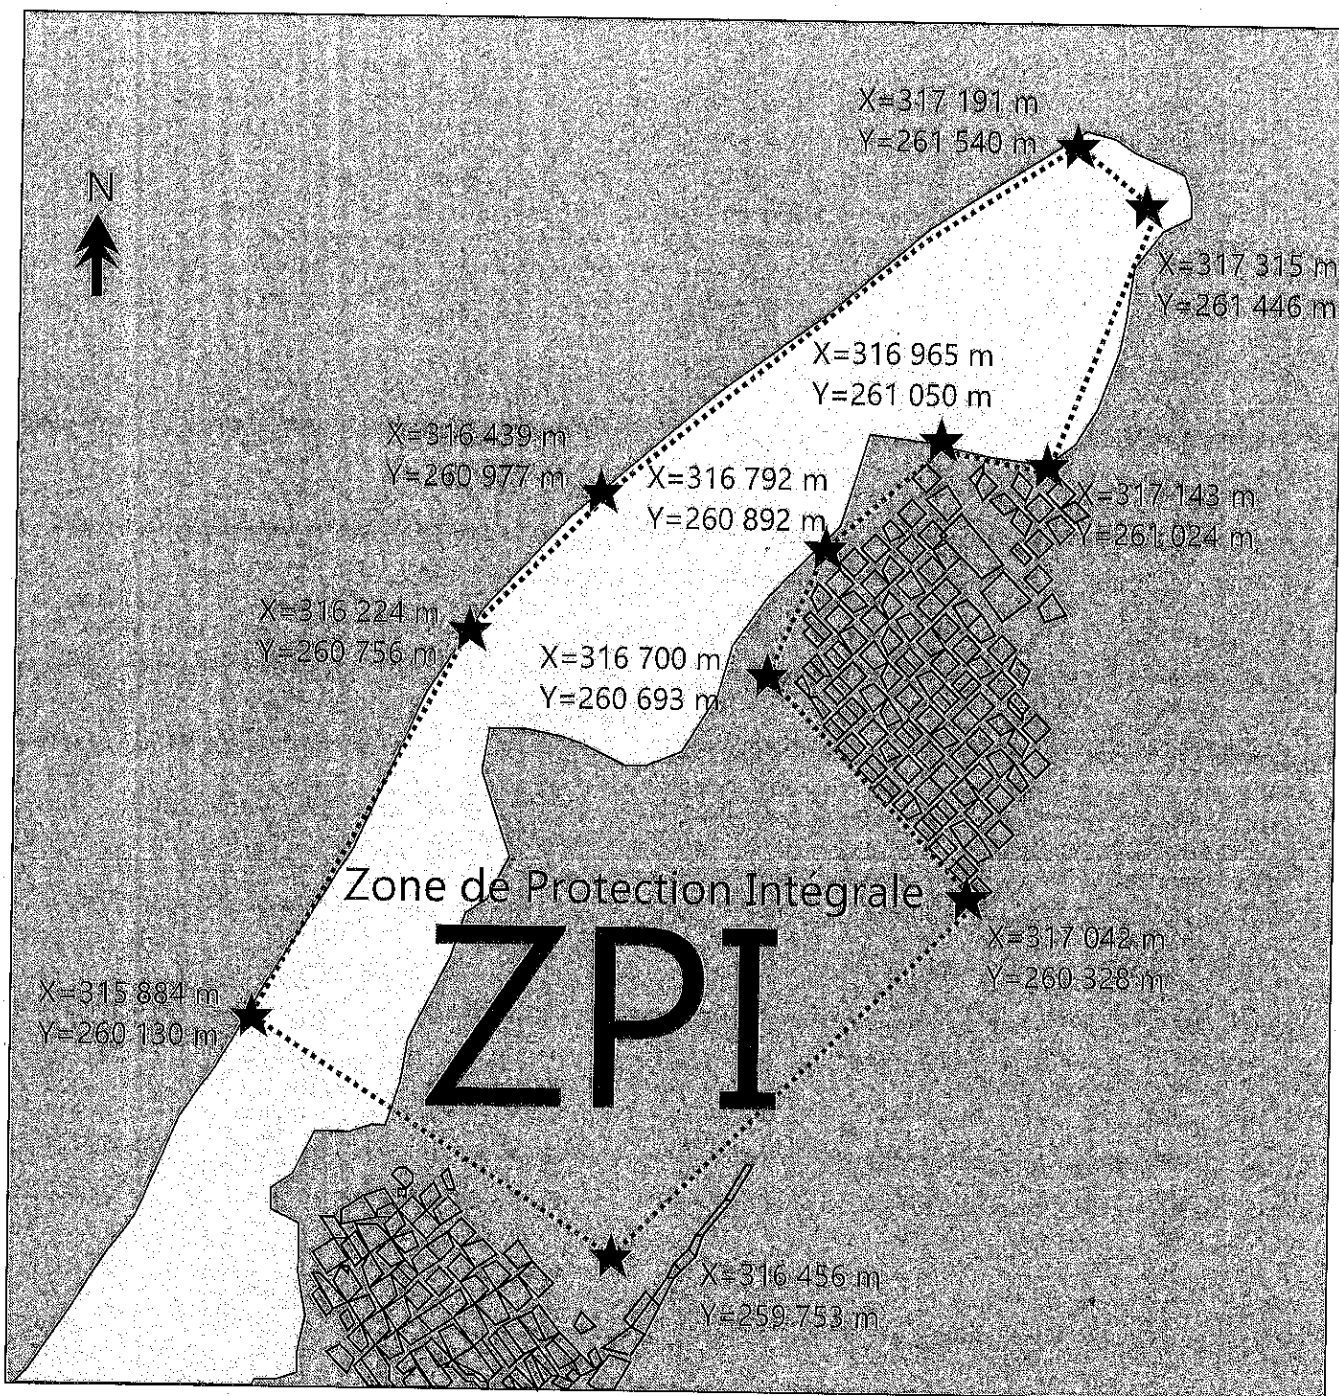 X=317 191 m
Y=261 540 m
N
X=317 315 m
Y=261 446 m
X=316 965 m
Y=261 050 m
X=316 439 m
Y=260 977 m
X=316 792 m
Y=260 892 m
X=317 143 m
Y=261 024 m
X=316 224 m
Y=260 756 m
X=316 700 m
Y=260 693 m
Zone de Protection Intégrale
ZPI
X=317 042 m
Y=260 328 m
X=315 884 m
Y=260 130 m
X=316 456 m
Y=259 753 m